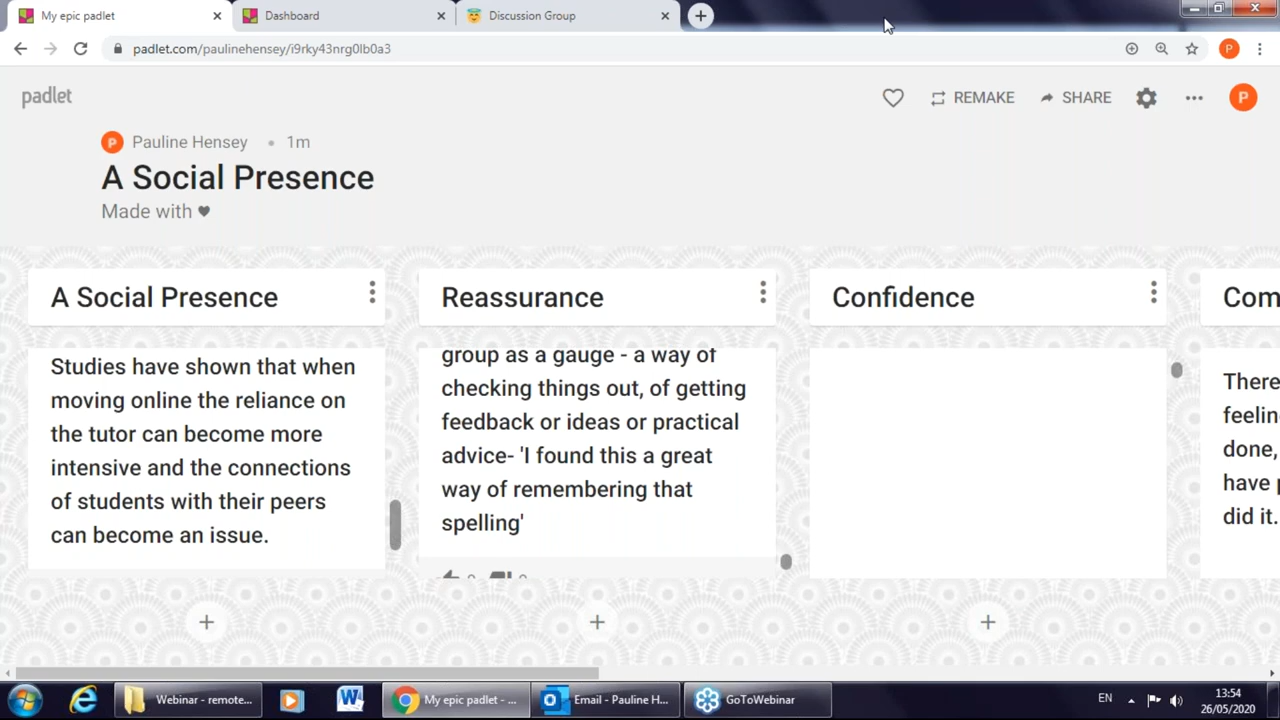 My epic padlet
Dashboard
Discussion Group
padlet.com/paulinehensey/i9rky43nrg0lb0a3
P
padlet
REMAKE
SHARE
P
P
Pauline Hensey • 1m
A Social Presence
Made with ♥
A Social Presence
Studies have shown that when
moving online the reliance on
the tutor can become more
intensive and the connections
of students with their peers
can become an issue.
Reassurance
group as a gauge - a way of
checking things out, of getting
feedback or ideas or practical
advice- 'I found this a great
way of remembering that
spelling'
Confidence
Com
There
feelin
done,
have p
did it.
Webinar - remote...
My epic padlet - ...
Email - Pauline H...
GoToWebinar
EN
13:54
26/05/2020